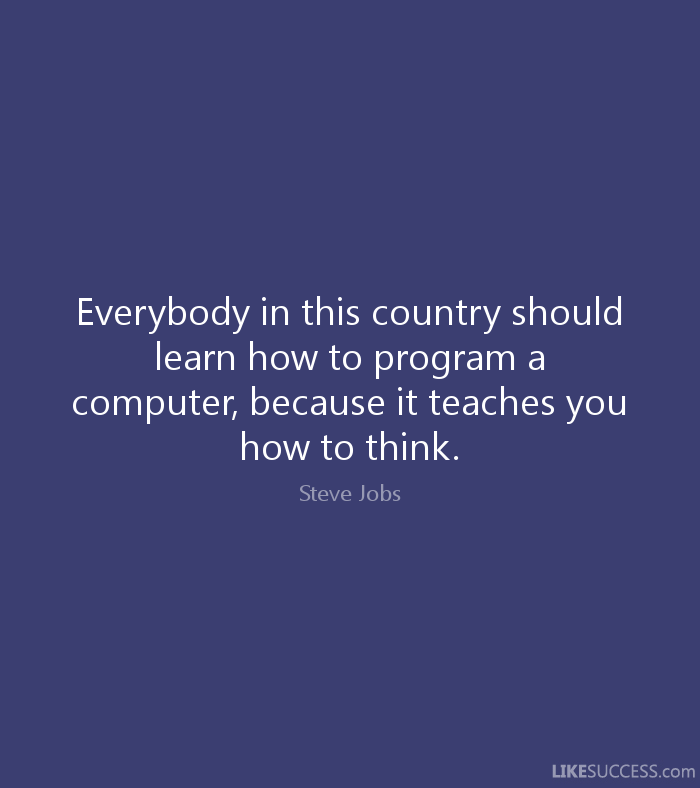 Everybody in this country should
learn how to program a
computer, because it teaches you
how to think.
Steve Jobs
LIKESUCCESS.com